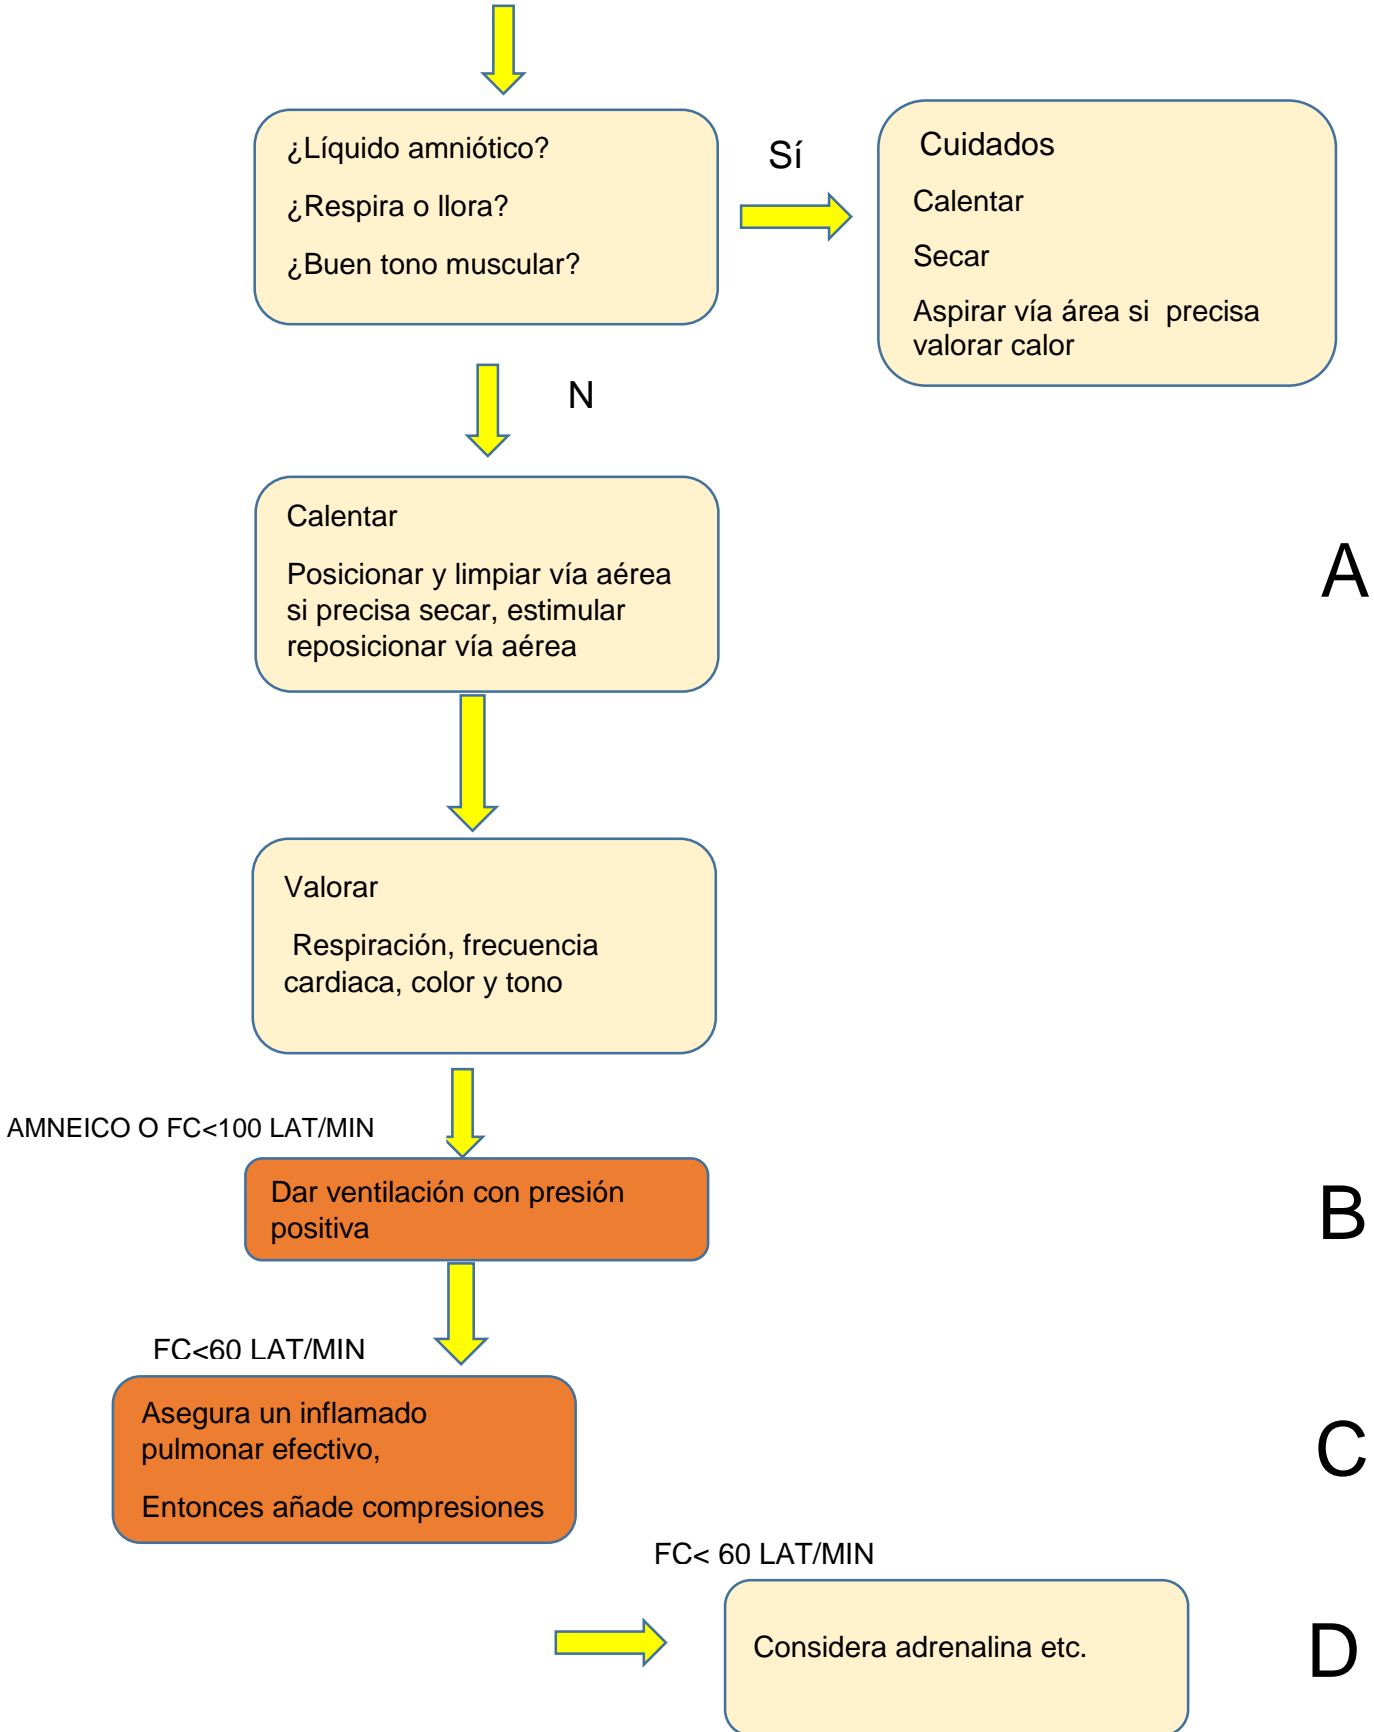 ¿Líquido amniótico?
¿Respira o llora?
¿Buen tono muscular?
Sí
Cuidados
Calentar
Secar
Aspirar vía área si precisa
valorar calor
N
Calentar
Posicionar y limpiar vía aérea
si precisa secar, estimular
reposicionar vía aérea
A
Valorar
Respiración, frecuencia
cardiaca, color y tono
AMNEICO O FC<100 LAT/MIN
Dar ventilación con presión
positiva
B
FC<60 LAT/MIN
Asegura un inflamado
pulmonar efectivo,
Entonces añade compresiones
C
FC< 60 LAT/MIN
Considera adrenalina etc.
D